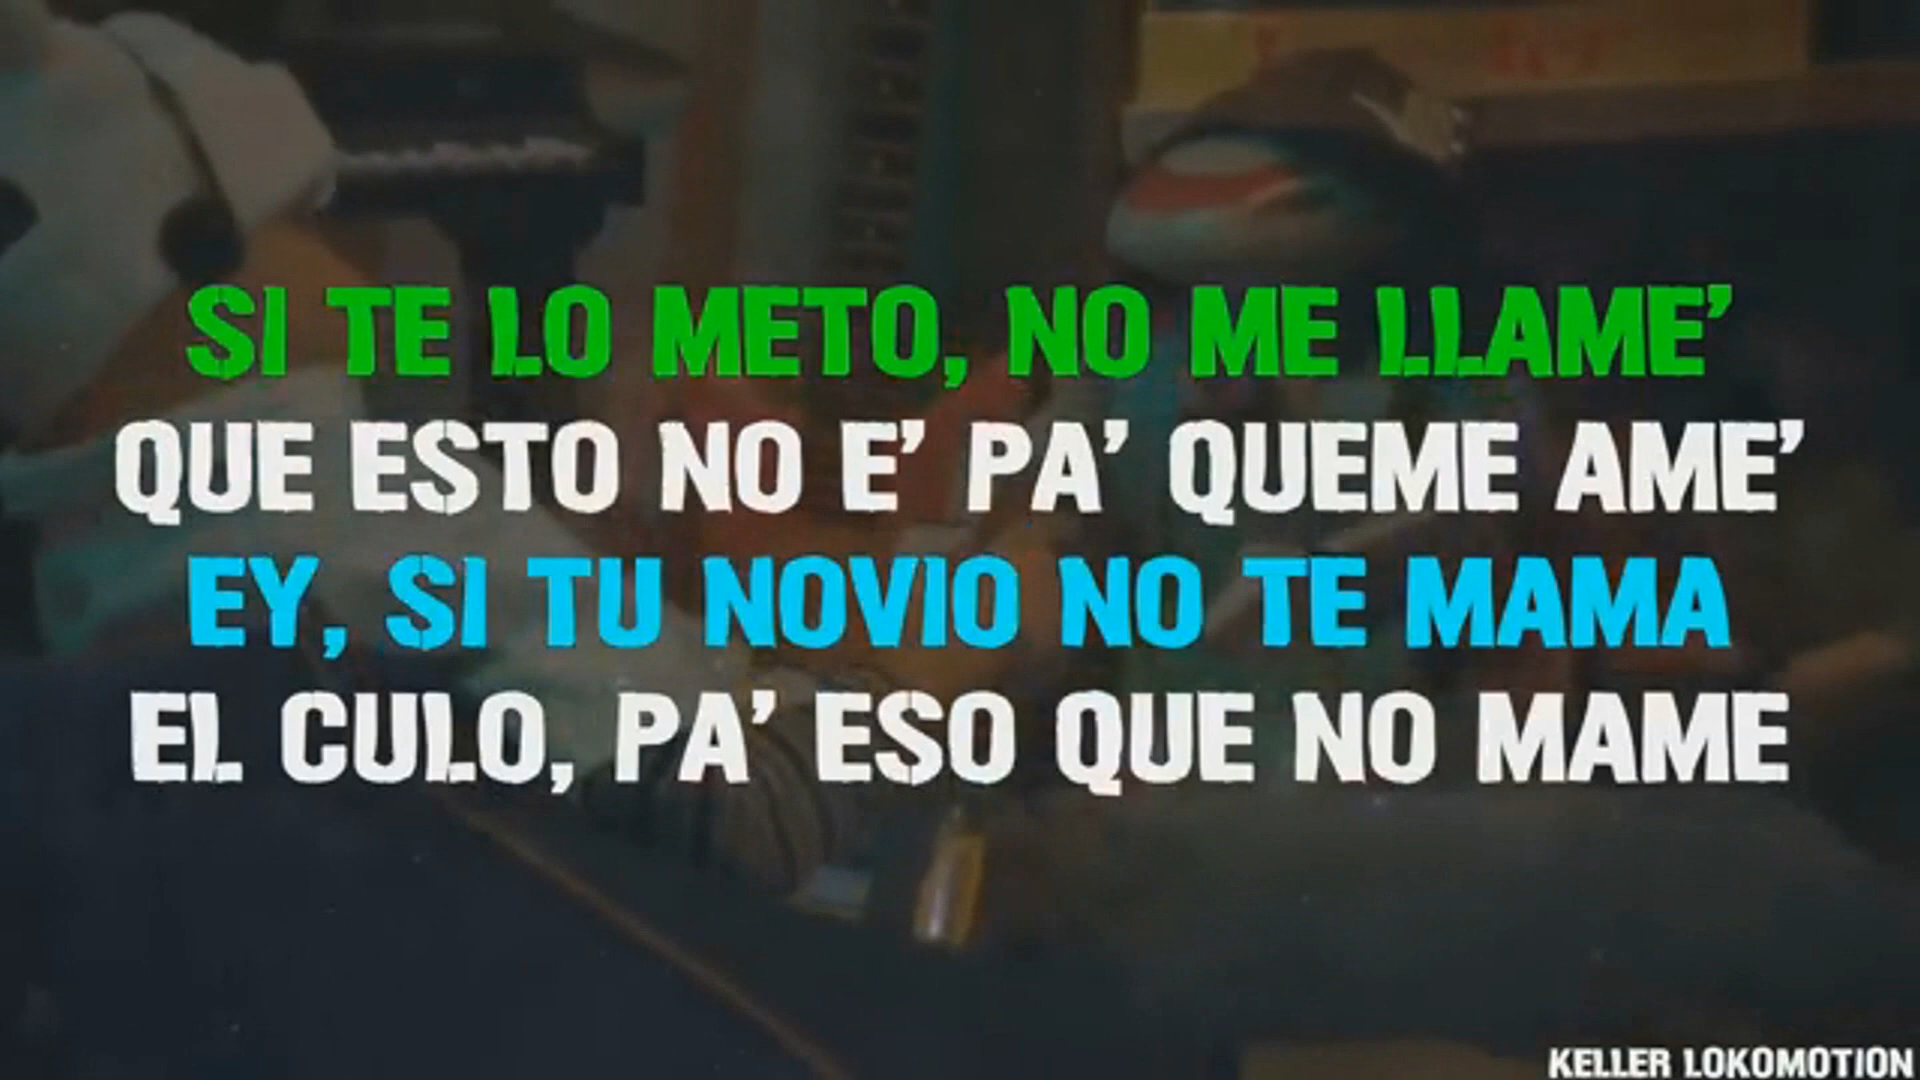 SI TE LO METO, NO ME LLAME'
QUE ESTO NO E' PA' QUEME AME'
EY, SI TU NOVIO NO TE MAMA
EL CULO, PA' ESO QUE NO MAME
KELLER LOKOMOTION